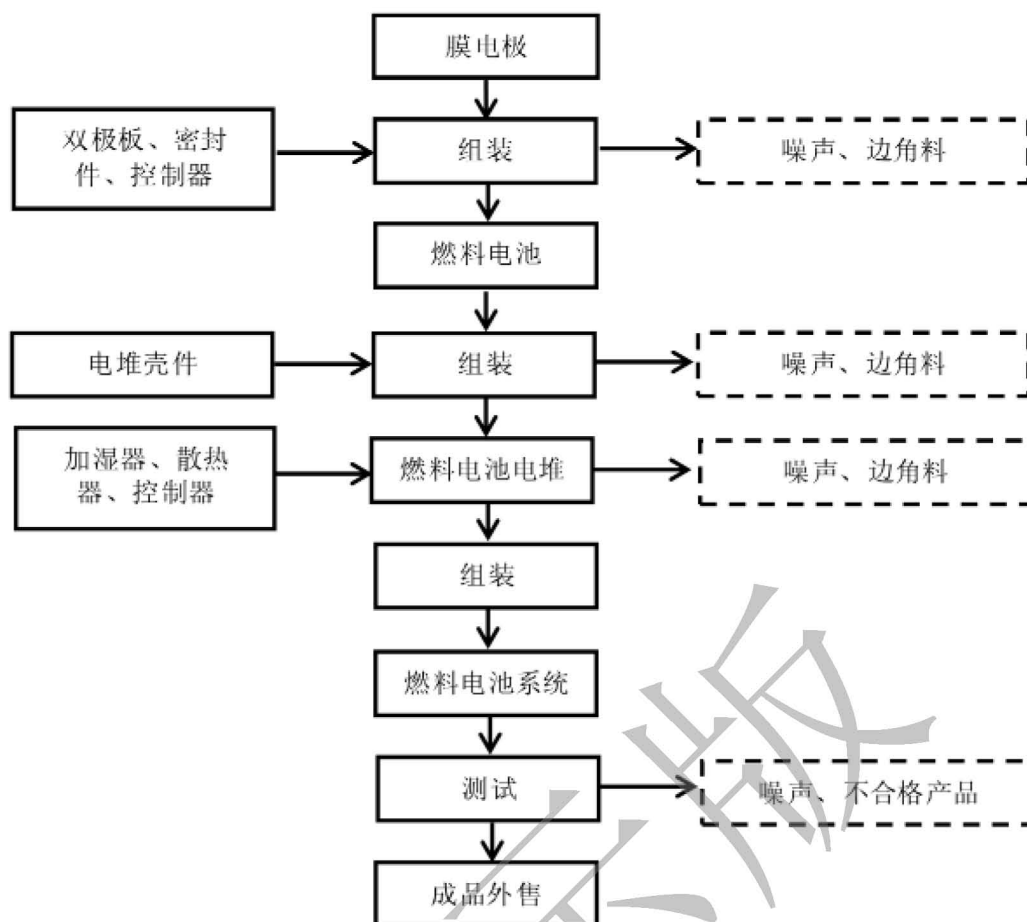 膜电极
双极板、密封
件、控制器
组装
噪声、边角料
燃料电池
电堆壳件
组装
噪声、边角料
加湿器、散热
器、控制器
燃料电池电堆
噪声、边角料
组装
燃料电池系统
测试
噪声、不合格产品
成品外售
示版